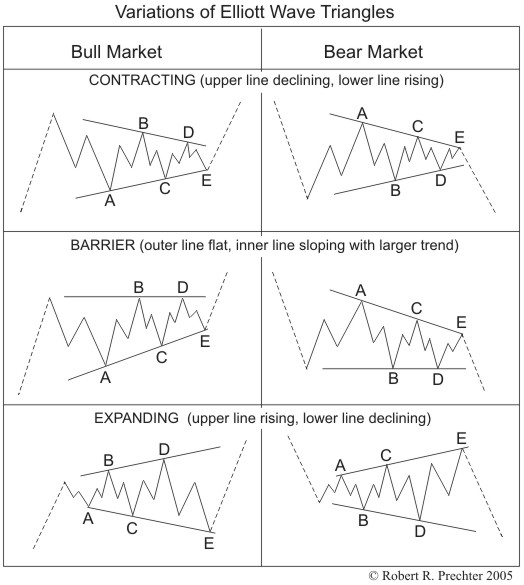 Variations of Elliott Wave Triangles
Bull Market Bear Market
CONTRACTING (upper line declining, lower line rising)
A
B
C
D
E
A
B
C
D
E
BARRIER (outer line flat, inner line sloping with larger trend)
A
B
C
D
E
A
B
C
D
E
EXPANDING (upper line rising, lower line declining)
A
B
C
D
E
A
B
C
D
E
© Robert R. Prechter 2005